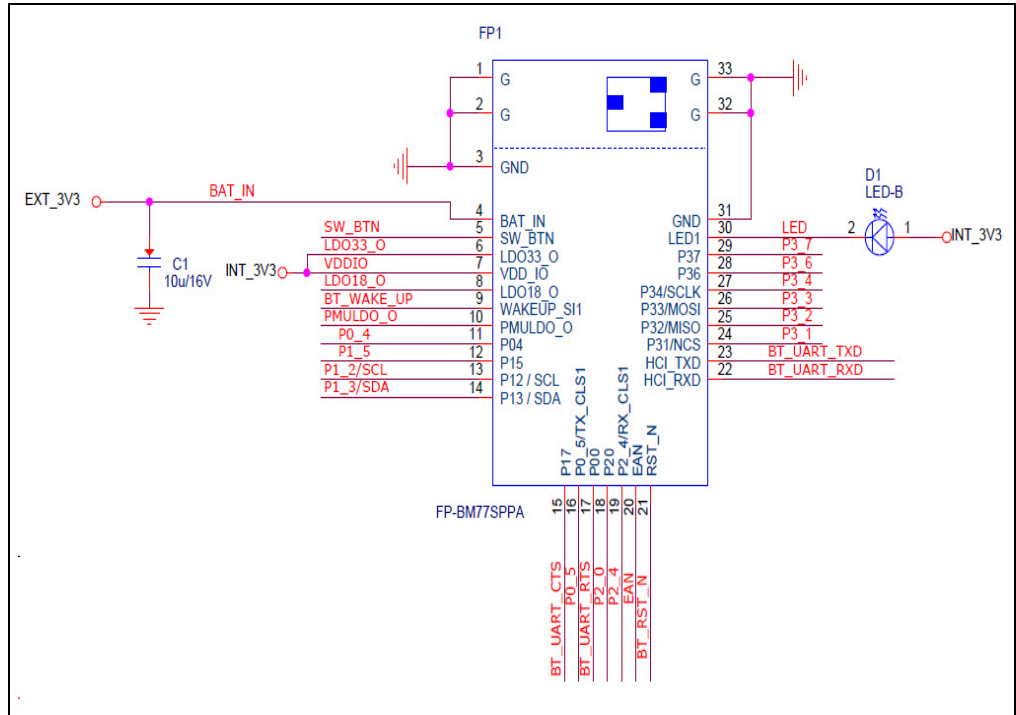 FP1
1
G
2
G
3
GND
33
G
32
G
EXT_3V3
BAT_IN
4
BAT_IN
C1
10u/16V
SW_BTN
5
SW_BTN
LDO33_O
6
LDO33_O
INT_3V3
VDDIO
7
VDD_IO
LDO18_O
8
LDO18_O
BT_WAKE_UP
9
WAKEUP_SI1
PMULDO_O
10
PMULDO_O
P0_4
11
P04
P1_5
12
P15
P1_2/SCL
13
P12 / SCL
P1_3/SDA
14
P13 / SDA
D1
LED-B
GND
31
LED1
30
LED
2
1
INT_3V3
P37
29
P3_7
P36
28
P3_6
P34/SCLK
27
P3_4
P33/MOSI
26
P3_3
P32/MISO
25
P3_2
P31/NCS
24
P3_1
HCI_TXD
23
BT_UART_TXD
HCI_RXD
22
BT_UART_RXD
P17
P0_5/TX_CLS1
P00
P20
P2_4/RX_CLS1
EAN
RST_N
FP-BM77SPPA
15
16
17
18
19
20
21
BT_UART_CTS
P0_5
BT_UART_RTS
P2_0
P2_4
EAN
BT_RST_N